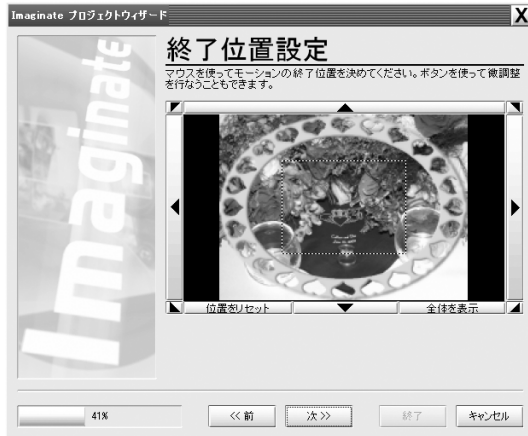 Imaginate プロジェクトウィザード
X
Imaginate
終了位置設定
マウスを使ってモーションの終了位置を決めてください。ボタンを使って微調整
を行なうこともできます。
位置をリセット
全体を表示
41%
<< 前
次 >>
終了
キャンセル